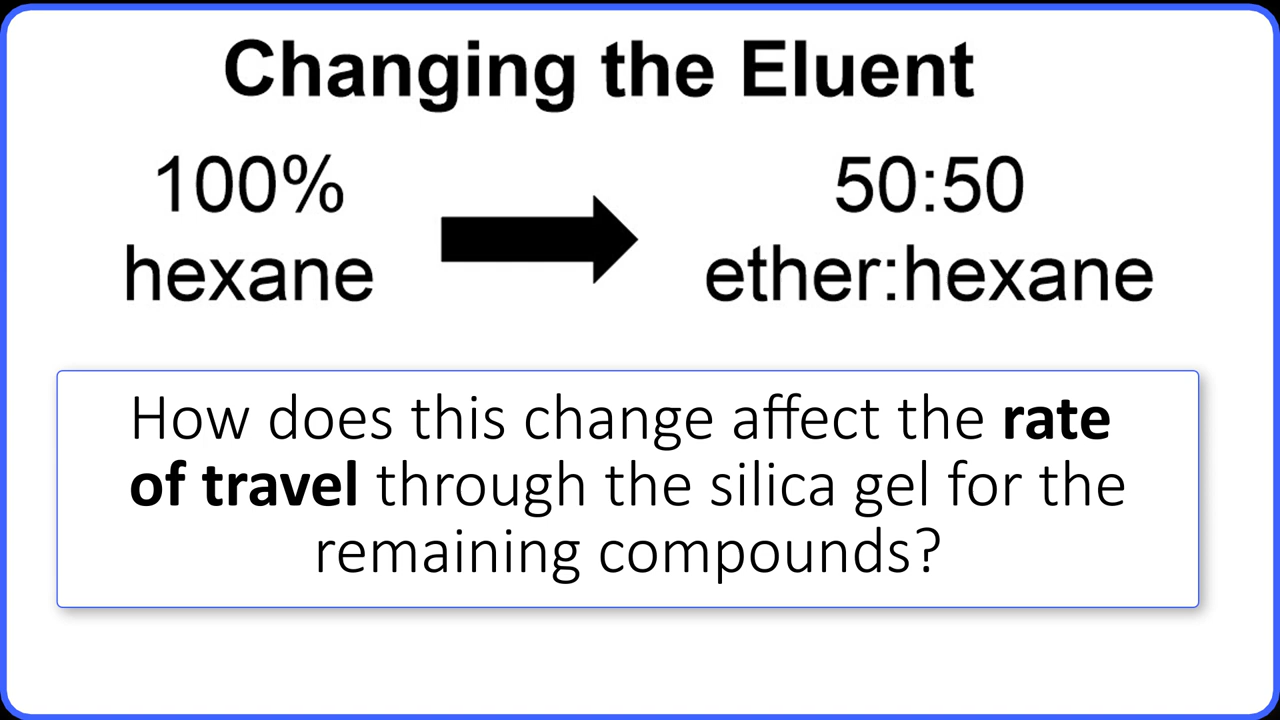 Changing the Eluent
100%
hexane
50:50
ether:hexane
How does this change affect the rate
of travel through the silica gel for the
remaining compounds?